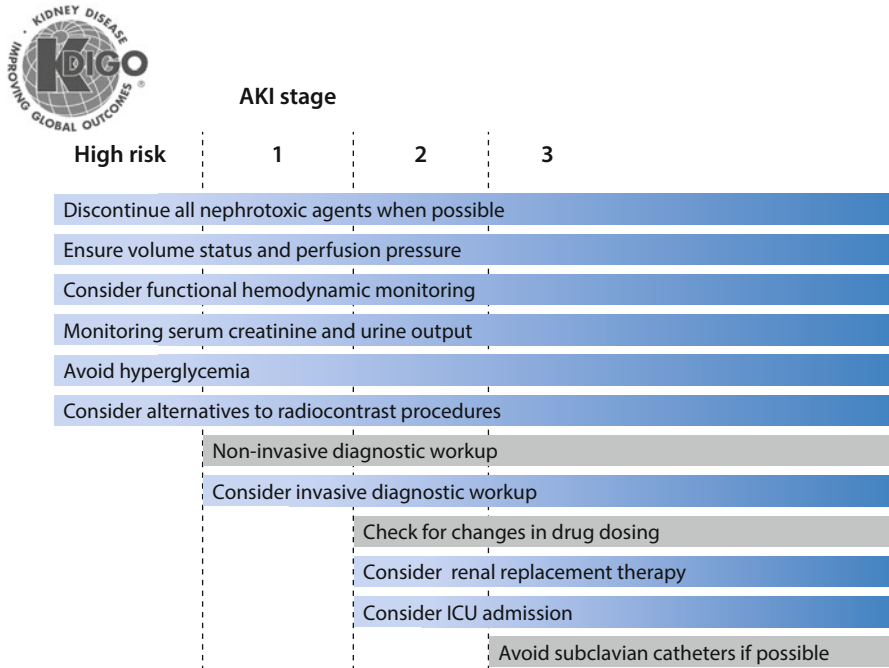 · KIDNEY DISEASE
IMPROVING GLOBAL OUTCOMES
KDIGO
®
AKI stage
High risk 1 2 3
Discontinue all nephrotoxic agents when possible
Ensure volume status and perfusion pressure
Consider functional hemodynamic monitoring
Monitoring serum creatinine and urine output
Avoid hyperglycemia
Consider alternatives to radiocontrast procedures
Non-invasive diagnostic workup
Consider invasive diagnostic workup
Check for changes in drug dosing
Consider renal replacement therapy
Consider ICU admission
Avoid subclavian catheters if possible